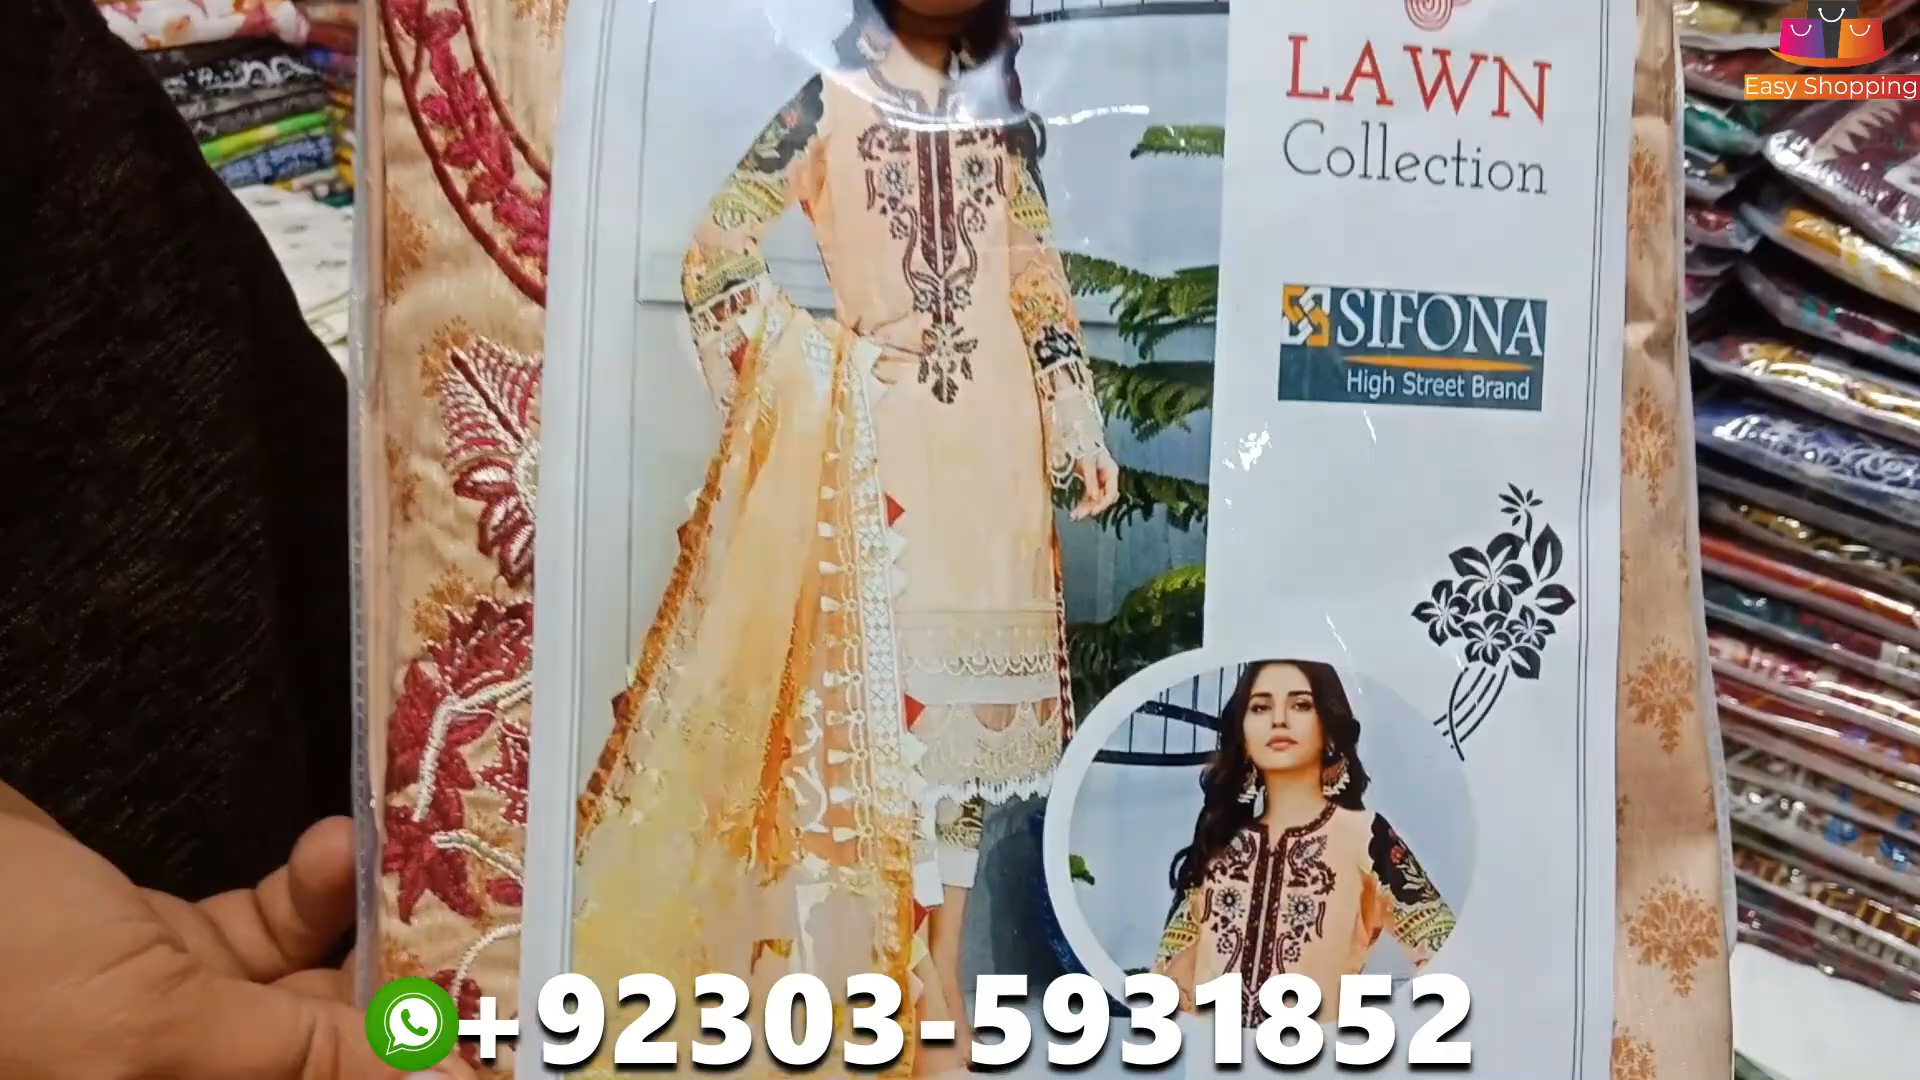 LAWN
Collection
Easy Shopping
SIFONA
High Street Brand
+92303-5931852